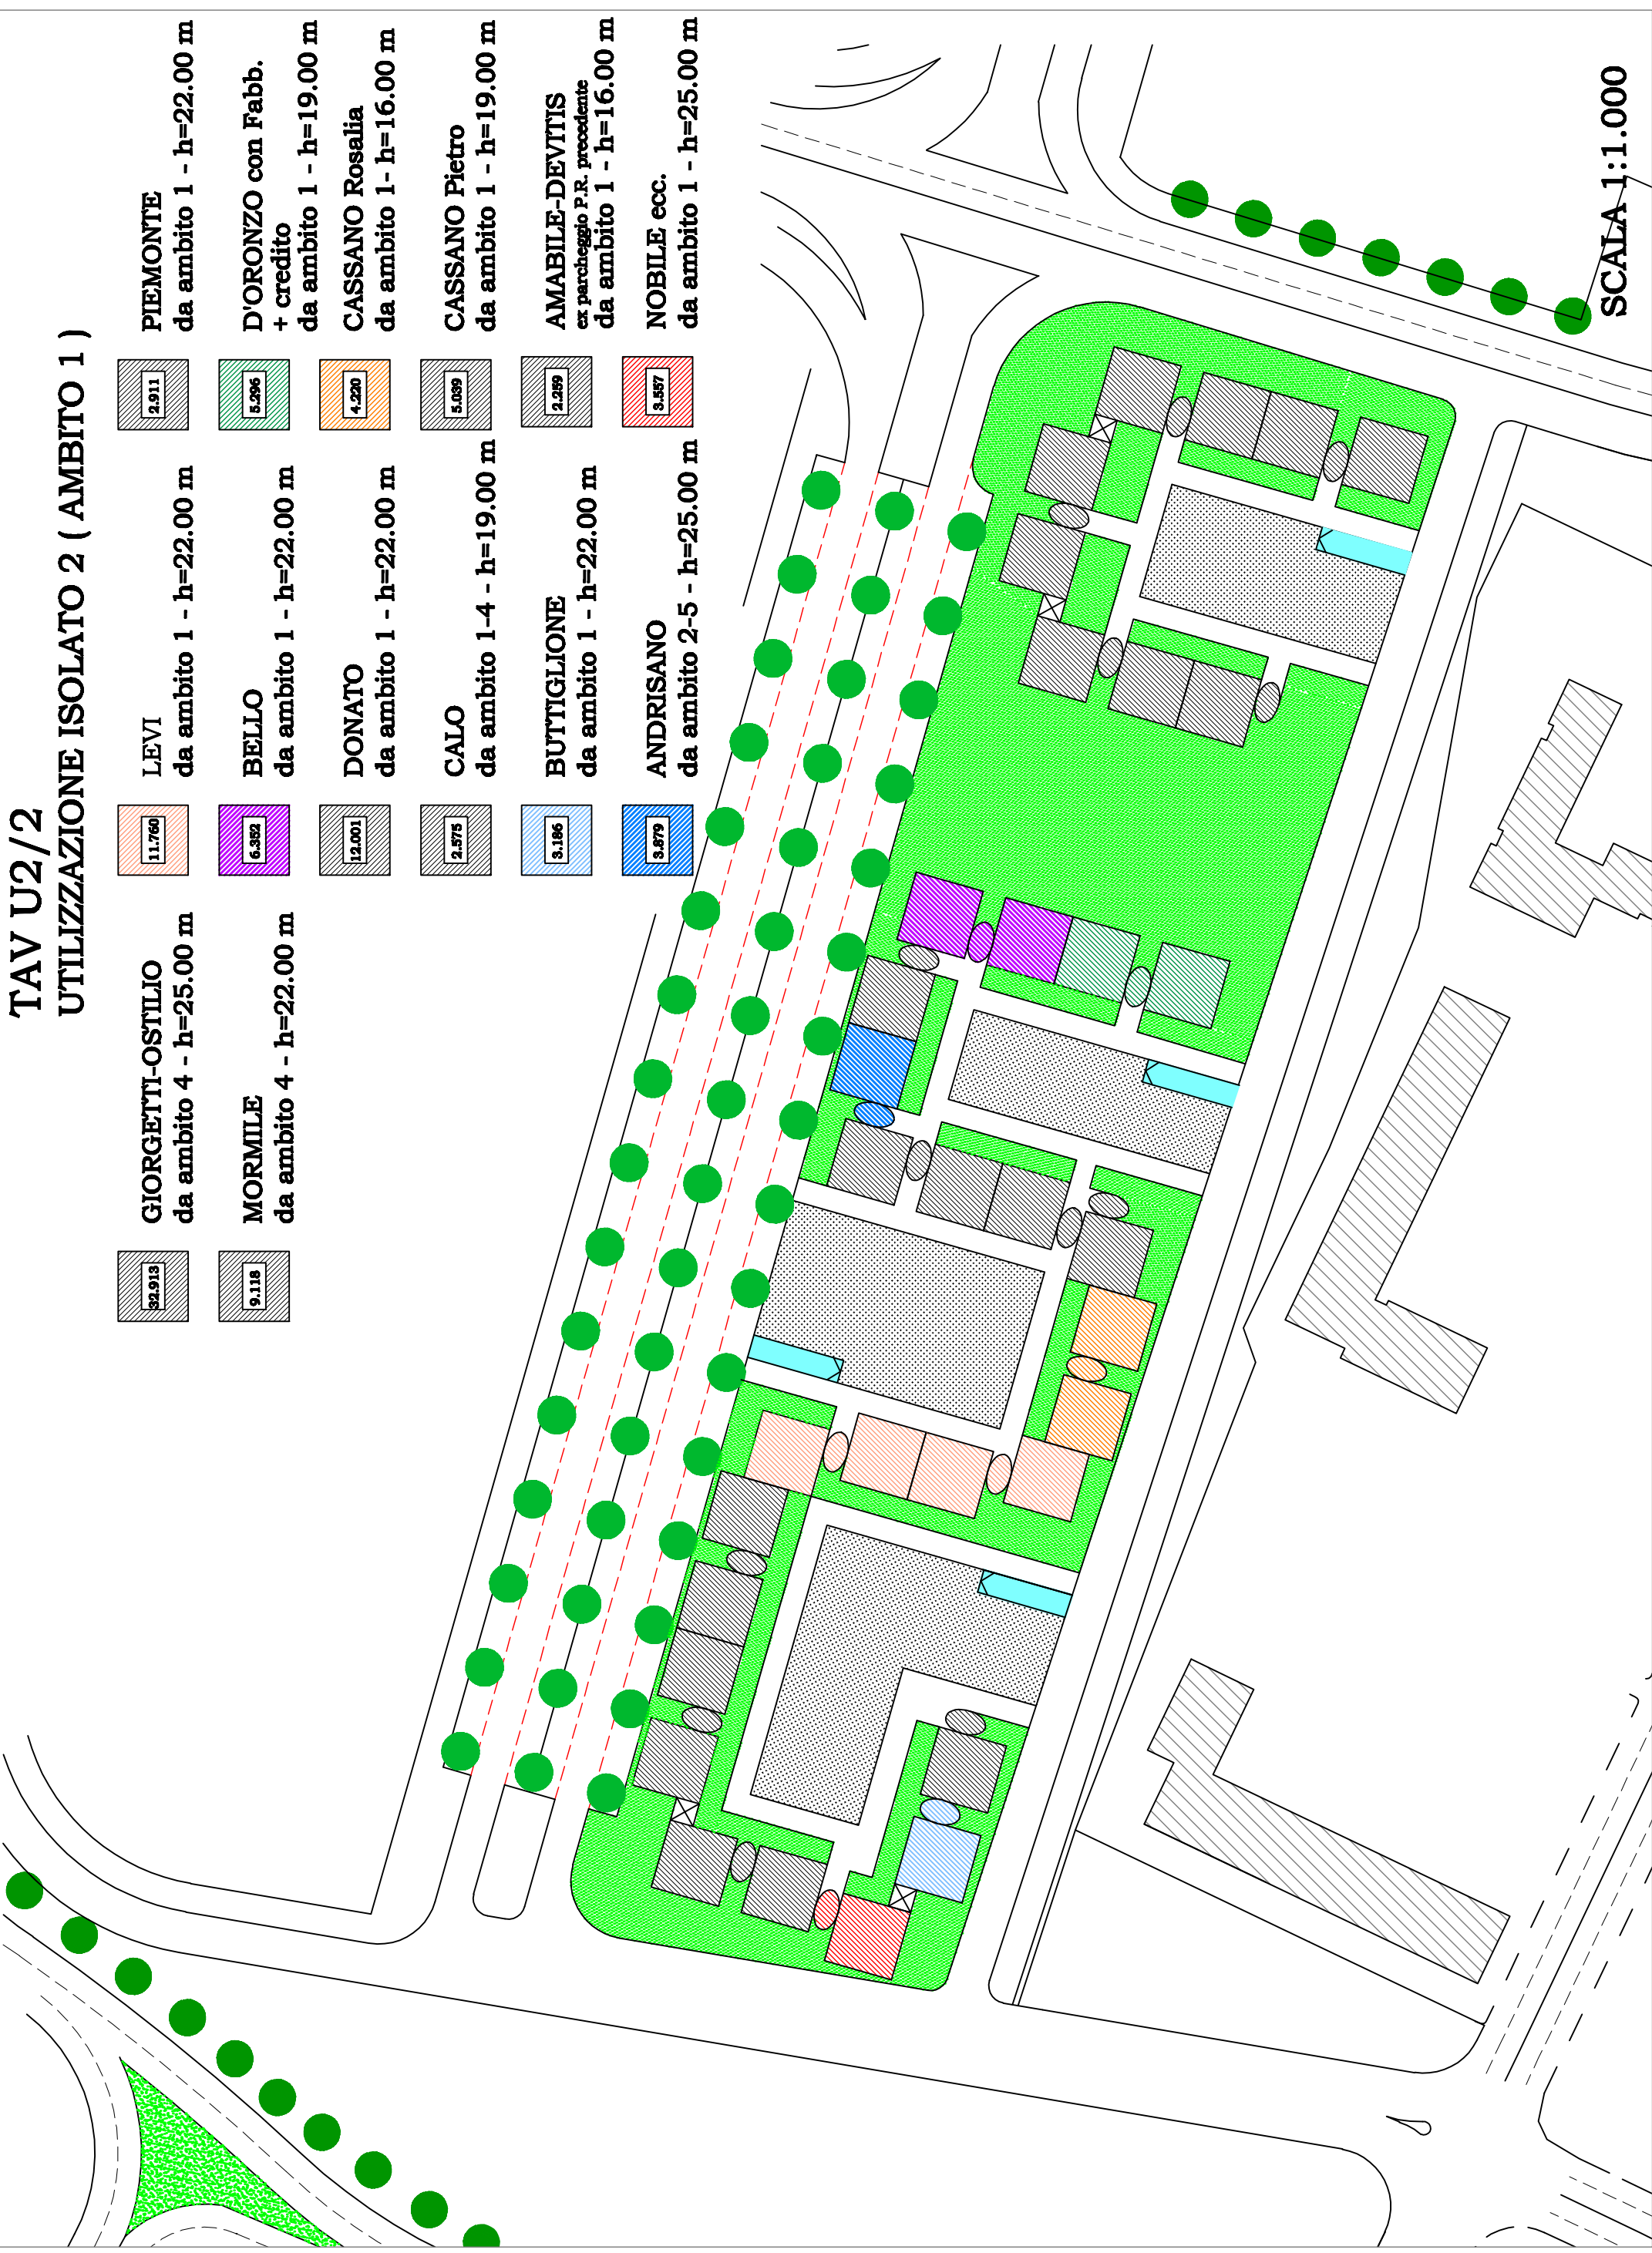 TAV U2/2
UTILIZZAZIONE ISOLATO 2 ( AMBITO 1 )
32.913
GIORGETTI-OSTILIO
da ambito 4 - h=25.00 m
9.118
MORMILE
da ambito 4 - h=22.00 m
11.760
LEVI
da ambito 1 - h=22.00 m
6.352
BELLO
da ambito 1 - h=22.00 m
12.001
DONATO
da ambito 1 - h=22.00 m
2.575
CALO
da ambito 1-4 - h=19.00 m
3.186
BUTTIGLIONE
da ambito 1 - h=22.00 m
3.879
ANDRISANO
da ambito 2-5 - h=25.00 m
2.911
PIEMONTE
da ambito 1 - h=22.00 m
5.296
D'ORONZO con Fabb.
+ credito
da ambito 1 - h=19.00 m
4.220
CASSANO Rosalia
da ambito 1- h=16.00 m
5.039
CASSANO Pietro
da ambito 1 - h=19.00 m
2.259
AMABILE-DEVITIS
ex parcheggio P.R. precedente
da ambito 1 - h=16.00 m
3.557
NOBILE ecc.
da ambito 1 - h=25.00 m
SCALA 1:1.000